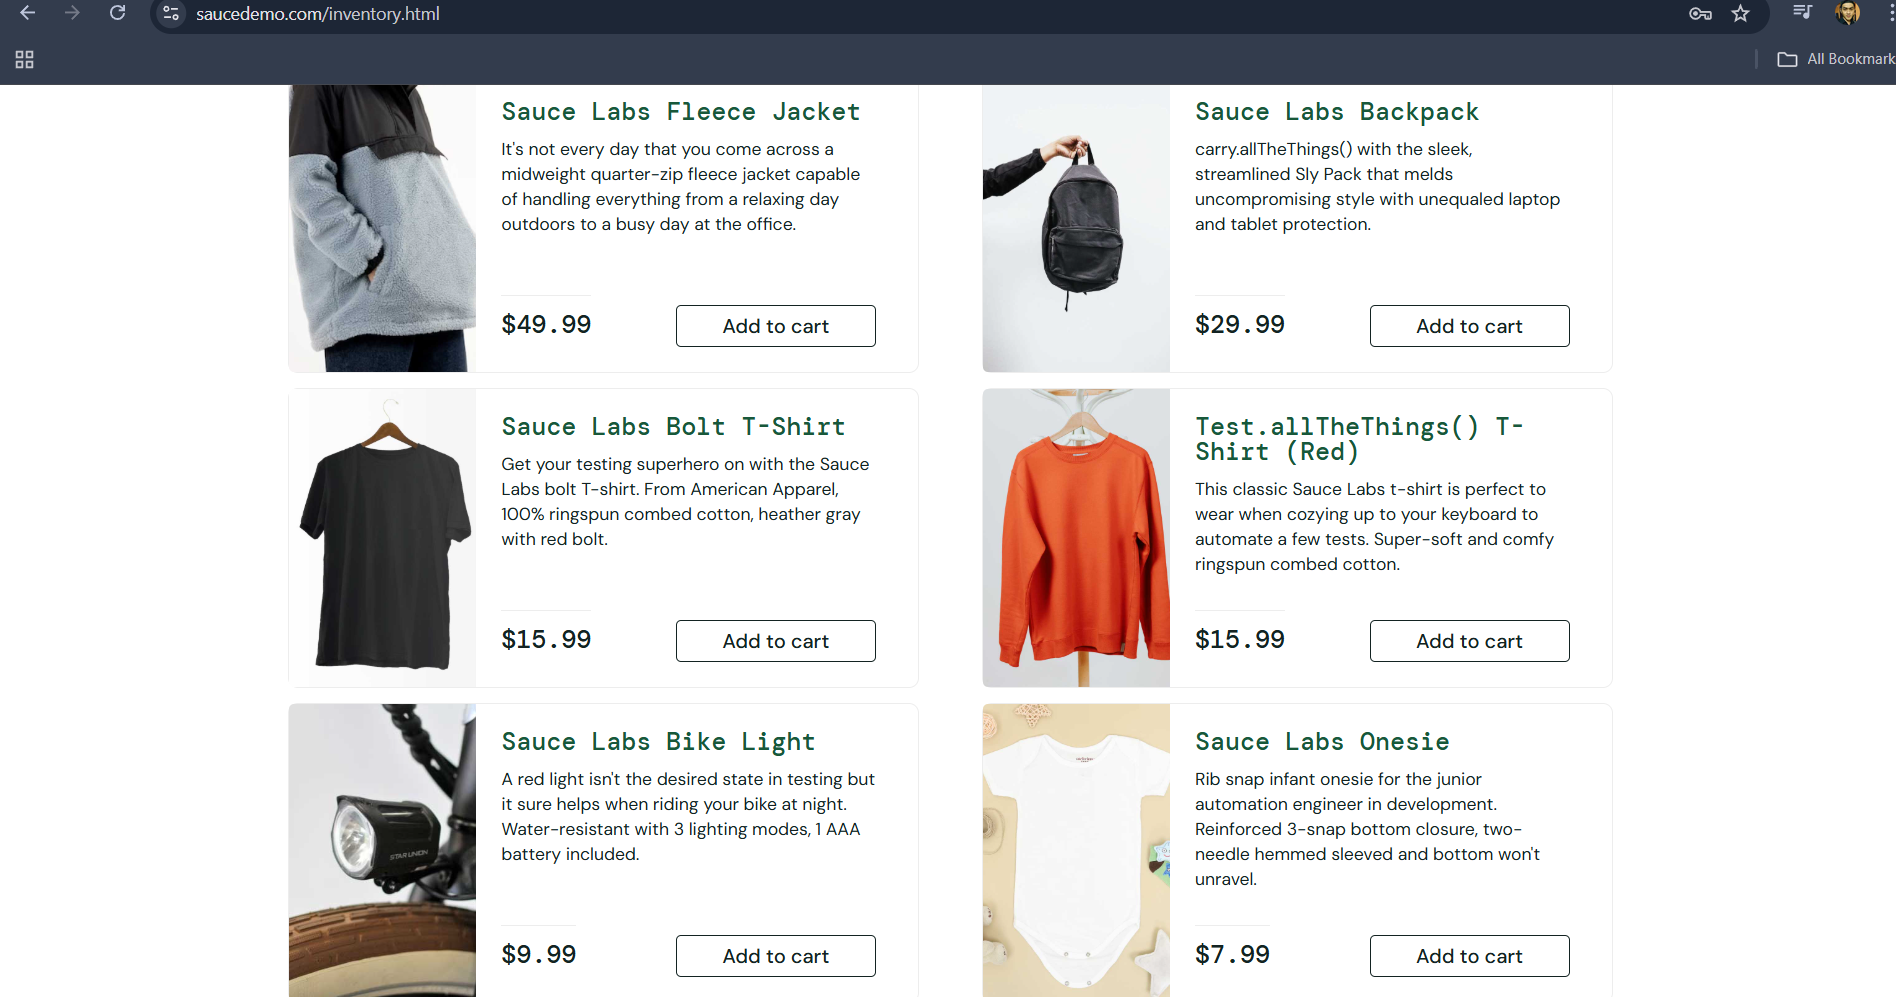 saucedemo.com/inventory.html
All Bookmark
Sauce Labs Fleece Jacket
It's not every day that you come across a
midweight quarter-zip fleece jacket capable
of handling everything from a relaxing day
outdoors to a busy day at the office.
$49.99
Add to cart
Sauce Labs Backpack
carry.allTheThings() with the sleek,
streamlined Sly Pack that melds
uncompromising style with unequaled laptop
and tablet protection.
$29.99
Add to cart
Sauce Labs Bolt T-Shirt
Get your testing superhero on with the Sauce
Labs bolt T-shirt. From American Apparel,
100% ringspun combed cotton, heather gray
with red bolt.
$15.99
Add to cart
Test.allTheThings() T-
Shirt (Red)
This classic Sauce Labs t-shirt is perfect to
wear when cozying up to your keyboard to
automate a few tests. Super-soft and comfy
ringspun combed cotton.
$15.99
Add to cart
STAR UNION
Sauce Labs Bike Light
A red light isn't the desired state in testing but
it sure helps when riding your bike at night.
Water-resistant with 3 lighting modes, 1 AAA
battery included.
$9.99
Add to cart
Sauce Labs Onesie
Rib snap infant onesie for the junior
automation engineer in development.
Reinforced 3-snap bottom closure, two-
needle hemmed sleeved and bottom won't
unravel.
$7.99
Add to cart